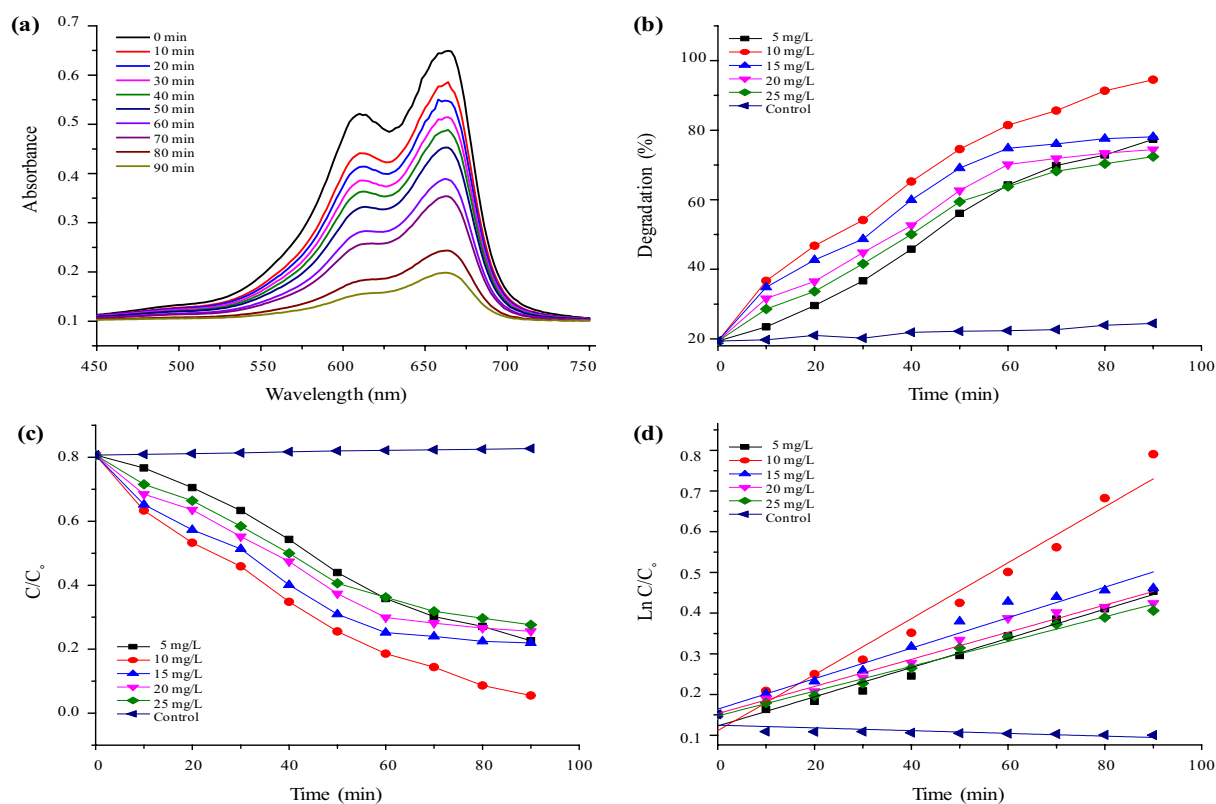 (a)
0.7
0.6
0.5
0.4
0.3
0.2
0.1
Absorbance
0 min
10 min
20 min
30 min
40 min
50 min
60 min
70 min
80 min
90 min
450 500 550 600 650 700 750
Wavelength (nm)
(b)
100
80
60
40
20
Degradation (%)
5 mg/L
10 mg/L
15 mg/L
20 mg/L
25 mg/L
Control
0 20 40 60 80 100
Time (min)
(c)
0.8
0.6
0.4
0.2
0.0
C/C。
5 mg/L
10 mg/L
15 mg/L
20 mg/L
25 mg/L
Control
0 20 40 60 80 100
Time (min)
(d)
0.8
0.7
0.5
0.4
0.3
0.2
0.1
Ln C/C。
5 mg/L
10 mg/L
15 mg/L
20 mg/L
25 mg/L
Control
0 20 40 60 80 100
Time (min)